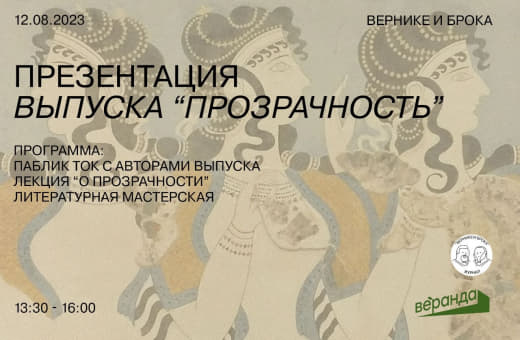 12.08.2023
ВЕРНИКЕ И БРОКА
ПРЕЗЕНТАЦИЯ
ВЫПУСКА “ПРОЗРАЧНОСТЬ”
ПРОГРАММА:
ПАБЛИК ТОК С АВТОРАМИ ВЫПУСКА
ЛЕКЦИЯ “О ПРОЗРАЧНОСТИ”
ЛИТЕРАТУРНАЯ МАСТЕРСКАЯ
13:30 - 16:00
веранда